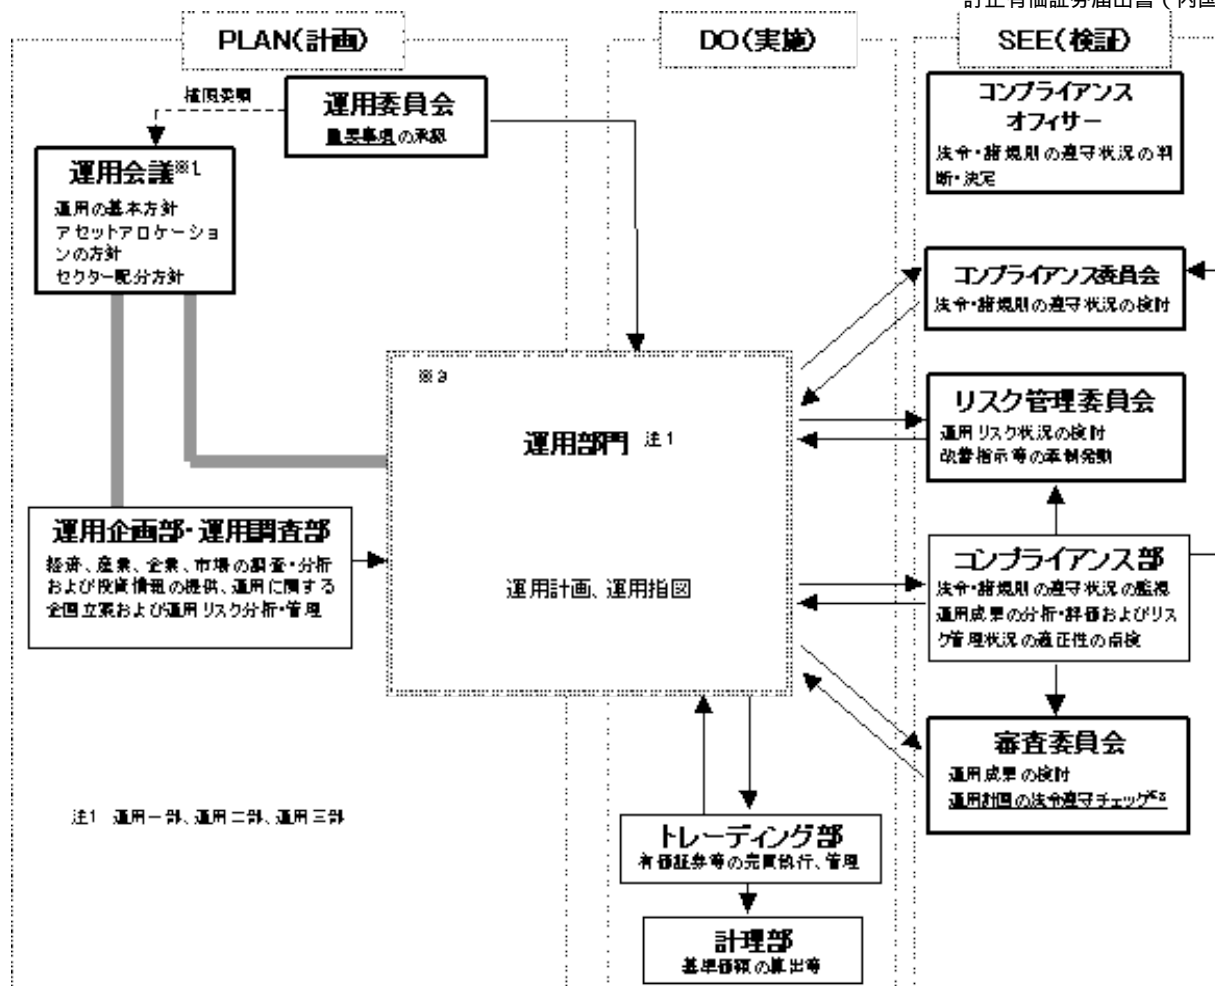 訂正有価証券届出書(内国
PLAN(計画)
DO(実施)
SEE(検証)
権限委嘱
運用委員会
重要事項の承認
運用会議※1
運用の基本方針
アセットアロケーショ
ンの方針
セクター配分方針
コンプライアンス
オフィサー
法令・諸規則の遵守状況の判
断・決定
コンプライアンス委員会
法令・諸規則の遵守状況の検討
※3
運用部門 注1
運用計画、運用指図
リスク管理委員会
運用リスク状況の検討
改善指示等の牽制発動
運用企画部・運用調査部
経済、産業、企業、市場の調査・分析
および投資情報の提供、運用に関する
企画立案および運用リスク分析・管理
コンプライアンス部
法令・諸規則の遵守状況の監視
運用成果の分析・評価およびリス
ク管理状況の適正性の点検
審査委員会
運用成果の検討
運用計画の法令遵守チェック※2
注1 運用一部、運用二部、運用三部
トレーディング部
有価証券等の売買執行、管理
計理部
基準価額の算出等